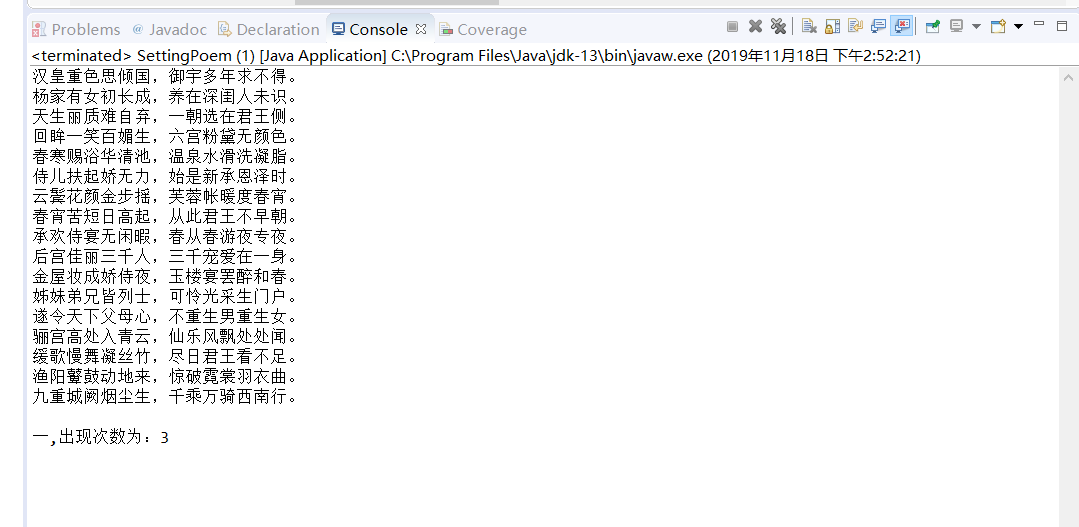 Problems @ Javadoc Declaration Console Coverage
<terminated> SettingPoem (1) [Java Application] C:\Program Files\Java\jdk-13\bin\javaw.exe (2019年11月18日 下午2:52:21)
汉皇重色思倾国，御宇多年求不得。
杨家有女初长成，养在深闺人未识。
天生丽质难自弃，一朝选在君王侧。
回眸一笑百媚生，六宫粉黛无颜色。
春寒赐浴华清池，温泉水滑洗凝脂。
侍儿扶起娇无力，始是新承恩泽时。
云鬓花颜金步摇，芙蓉帐暖度春宵。
春宵苦短日高起，从此君王不早朝。
承欢侍宴无闲暇，春从春游夜专夜。
后宫佳丽三千人，三千宠爱在一身。
金屋妆成娇侍夜，玉楼宴罢醉和春。
姊妹弟兄皆列士，可怜光采生门户。
遂令天下父母心，不重生男重生女。
骊宫高处入青云，仙乐风飘处处闻。
缓歌慢舞凝丝竹，尽日君王看不足。
渔阳鼙鼓动地来，惊破霓裳羽衣曲。
九重城阙烟尘生，千乘万骑西南行。
一,出现次数为：3